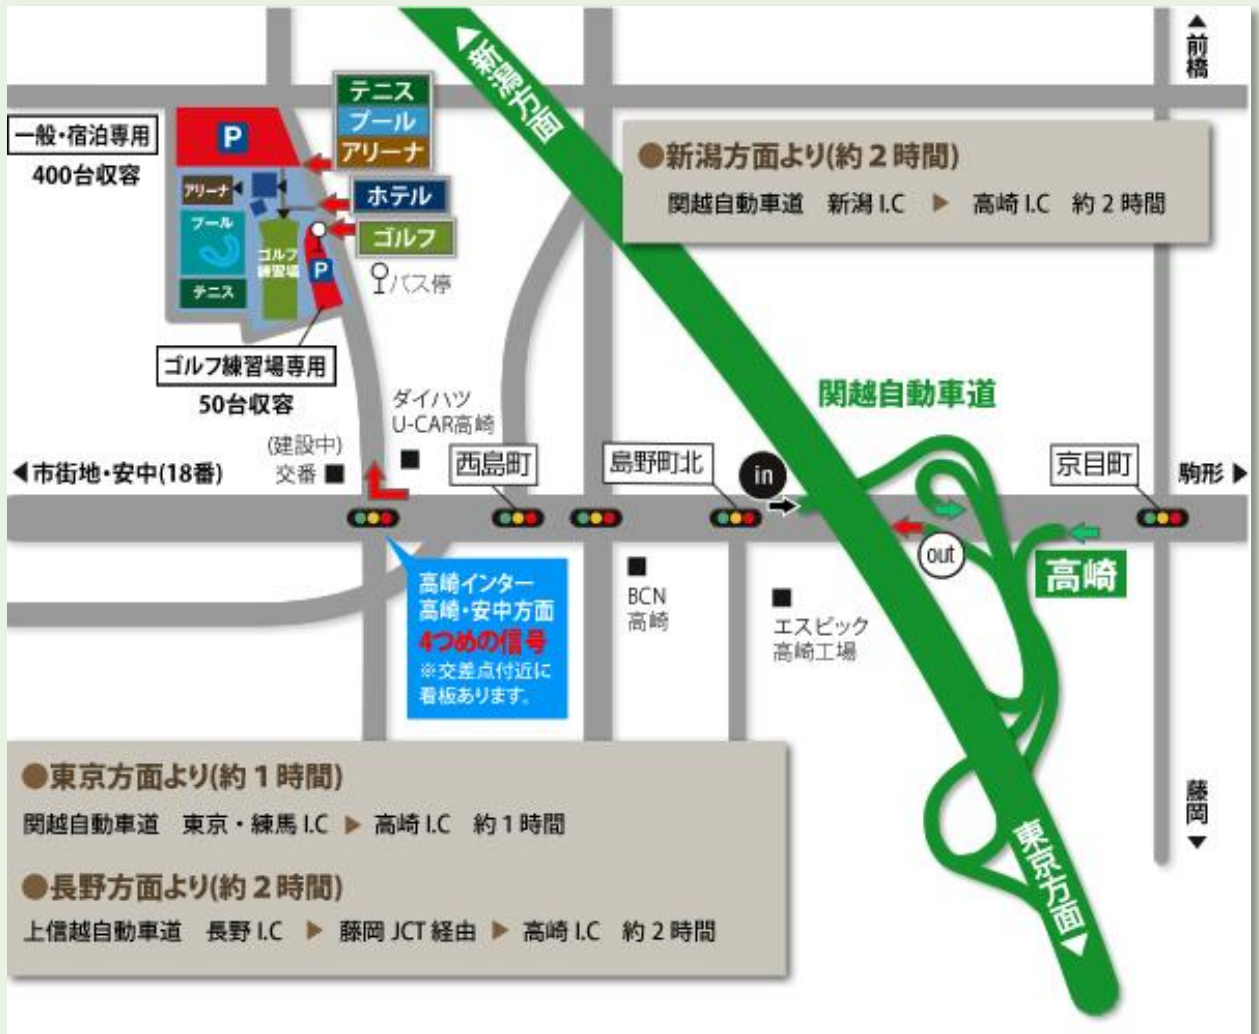 ▲前橋
▲新潟方面
テニス
プール
アリーナ
一般・宿泊専用
400台収容
P
アリーナ
プール
テニス
ゴルフ
練習場
P
ホテル
ゴルフ
バス停
●新潟方面より(約2時間)
関越自動車道 新潟 I.C ▶ 高崎 I.C 約2時間
ゴルフ練習場専用
50台収容
関越自動車道
ダイハツ
U-CAR高崎
(建設中)
交番 ■
◀市街地・安中(18番)
西島町
島野町北
in
京目町
駒形▶
out
高崎
高崎インター
高崎・安中方面
4つめの信号
※交差点付近に
看板あります。
BCN
高崎
エスビック
高崎工場
●東京方面より(約1時間)
関越自動車道 東京・練馬 I.C ▶ 高崎 I.C 約1時間
●長野方面より(約2時間)
上信越自動車道 長野 I.C ▶ 藤岡 JCT 経由 ▶ 高崎 I.C 約2時間
藤岡▼
東京方面▼